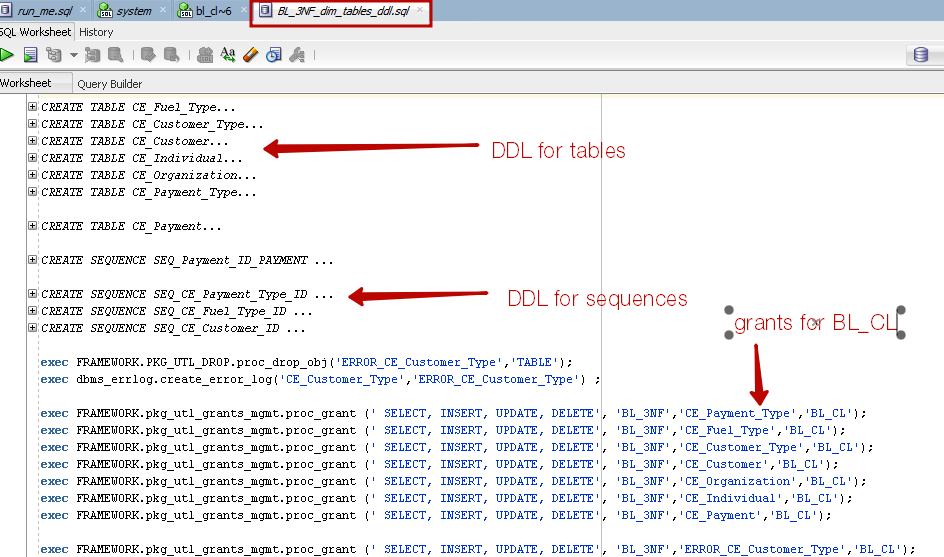 run_me.sql system bl_cl~6 BL_3NF_dim_tables_ddl.sql
SQL Worksheet History
Worksheet Query Builder
CREATE TABLE CE_Fuel_Type...
CREATE TABLE CE_Customer_Type...
CREATE TABLE CE_Customer...
CREATE TABLE CE_Individual...
CREATE TABLE CE_Organization...
CREATE TABLE CE_Payment_Type...
DDL for tables
CREATE TABLE CE_Payment...
CREATE SEQUENCE SEQ_Payment_ID_PAYMENT ...
CREATE SEQUENCE SEQ_CE_Payment_Type_ID ...
CREATE SEQUENCE SEQ_CE_Fuel_Type_ID ...
CREATE SEQUENCE SEQ_CE_Customer_ID ...
DDL for sequences
grants for BL_CL
exec FRAMEWORK.PKG_UTL_DROP.proc_drop_obj('ERROR_CE_Customer_Type','TABLE');
exec dbms_errlog.create_error_log('CE_Customer_Type','ERROR_CE_Customer_Type') ;
exec FRAMEWORK.pkg_utl_grants_mgmt.proc_grant (' SELECT, INSERT, UPDATE, DELETE', 'BL_3NF','CE_Payment_Type','BL_CL');
exec FRAMEWORK.pkg_utl_grants_mgmt.proc_grant (' SELECT, INSERT, UPDATE, DELETE', 'BL_3NF','CE_Fuel_Type','BL_CL');
exec FRAMEWORK.pkg_utl_grants_mgmt.proc_grant (' SELECT, INSERT, UPDATE, DELETE', 'BL_3NF','CE_Customer_Type','BL_CL');
exec FRAMEWORK.pkg_utl_grants_mgmt.proc_grant (' SELECT, INSERT, UPDATE, DELETE', 'BL_3NF','CE_Customer','BL_CL');
exec FRAMEWORK.pkg_utl_grants_mgmt.proc_grant (' SELECT, INSERT, UPDATE, DELETE', 'BL_3NF','CE_Organization','BL_CL');
exec FRAMEWORK.pkg_utl_grants_mgmt.proc_grant (' SELECT, INSERT, UPDATE, DELETE', 'BL_3NF','CE_Individual','BL_CL');
exec FRAMEWORK.pkg_utl_grants_mgmt.proc_grant (' SELECT, INSERT, UPDATE, DELETE', 'BL_3NF','CE_Payment','BL_CL');
exec FRAMEWORK.pkg_utl_grants_mgmt.proc_grant (' SELECT, INSERT, UPDATE, DELETE', 'BL_3NF','ERROR_CE_Customer_Type','BL_CL');